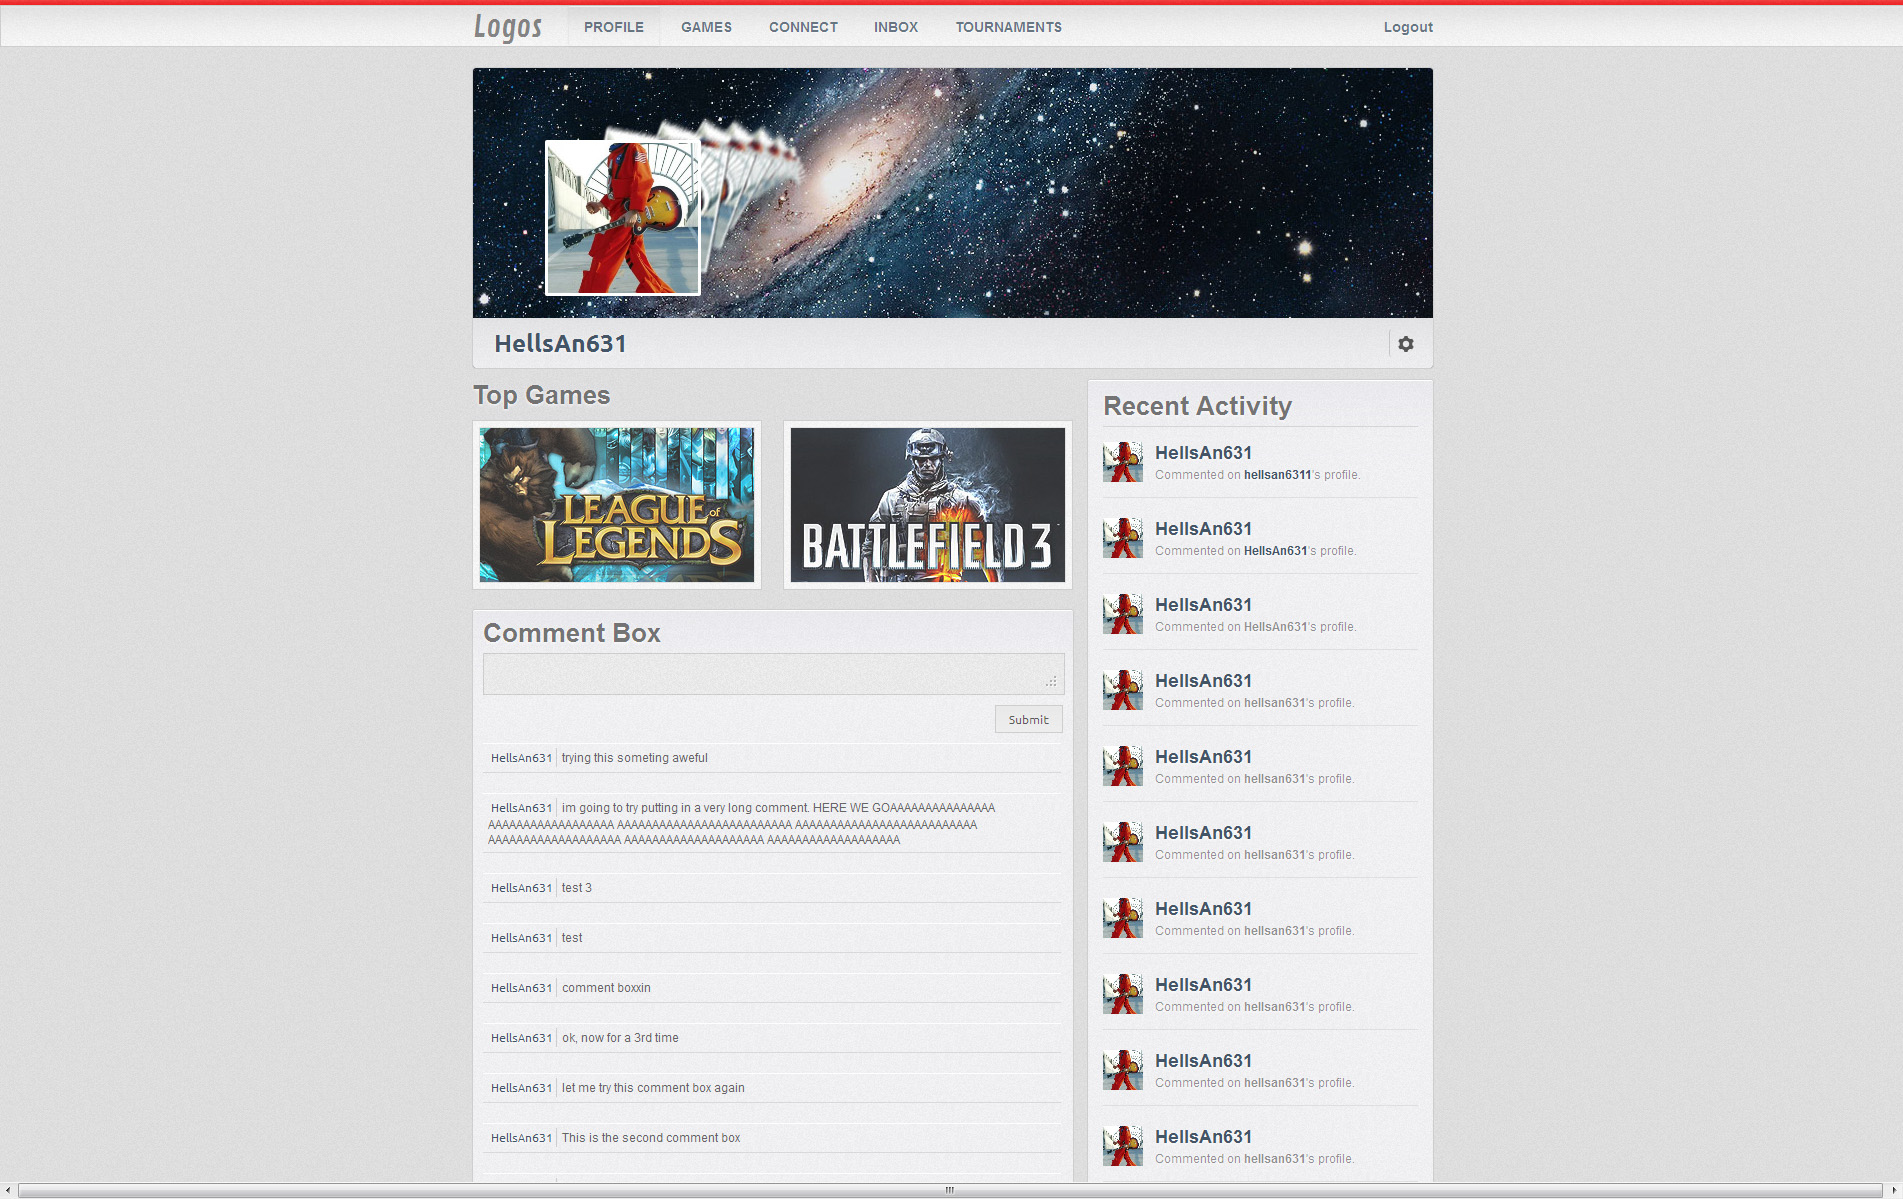 Logos PROFILE GAMES CONNECT INBOX TOURNAMENTS Logout
HellsAn631
Top Games
LEAGUE of LEGENDS
BATTLEFIELD 3
Comment Box
Submit
HellsAn631 trying this someting aweful
HellsAn631 im going to try putting in a very long comment. HERE WE GOAAAAAAAAAAAAAAA
AAAAAAAAAAAAAAAAAA AAAAAAAAAAAAAAAAAAAAAAAAA AAAAAAAAAAAAAAAAAAAAAAAAAA
AAAAAAAAAAAAAAAAAAA AAAAAAAAAAAAAAAAAAAA AAAAAAAAAAAAAAAAAAA
HellsAn631 test 3
HellsAn631 test
HellsAn631 comment boxxin
HellsAn631 ok, now for a 3rd time
HellsAn631 let me try this comment box again
HellsAn631 This is the second comment box
Recent Activity
HellsAn631
Commented on hellsan6311's profile.
HellsAn631
Commented on HellsAn631's profile.
HellsAn631
Commented on HellsAn631's profile.
HellsAn631
Commented on hellsan631's profile.
HellsAn631
Commented on hellsan631's profile.
HellsAn631
Commented on hellsan631's profile.
HellsAn631
Commented on hellsan631's profile.
HellsAn631
Commented on hellsan631's profile.
HellsAn631
Commented on hellsan631's profile.
HellsAn631
Commented on hellsan631's profile.